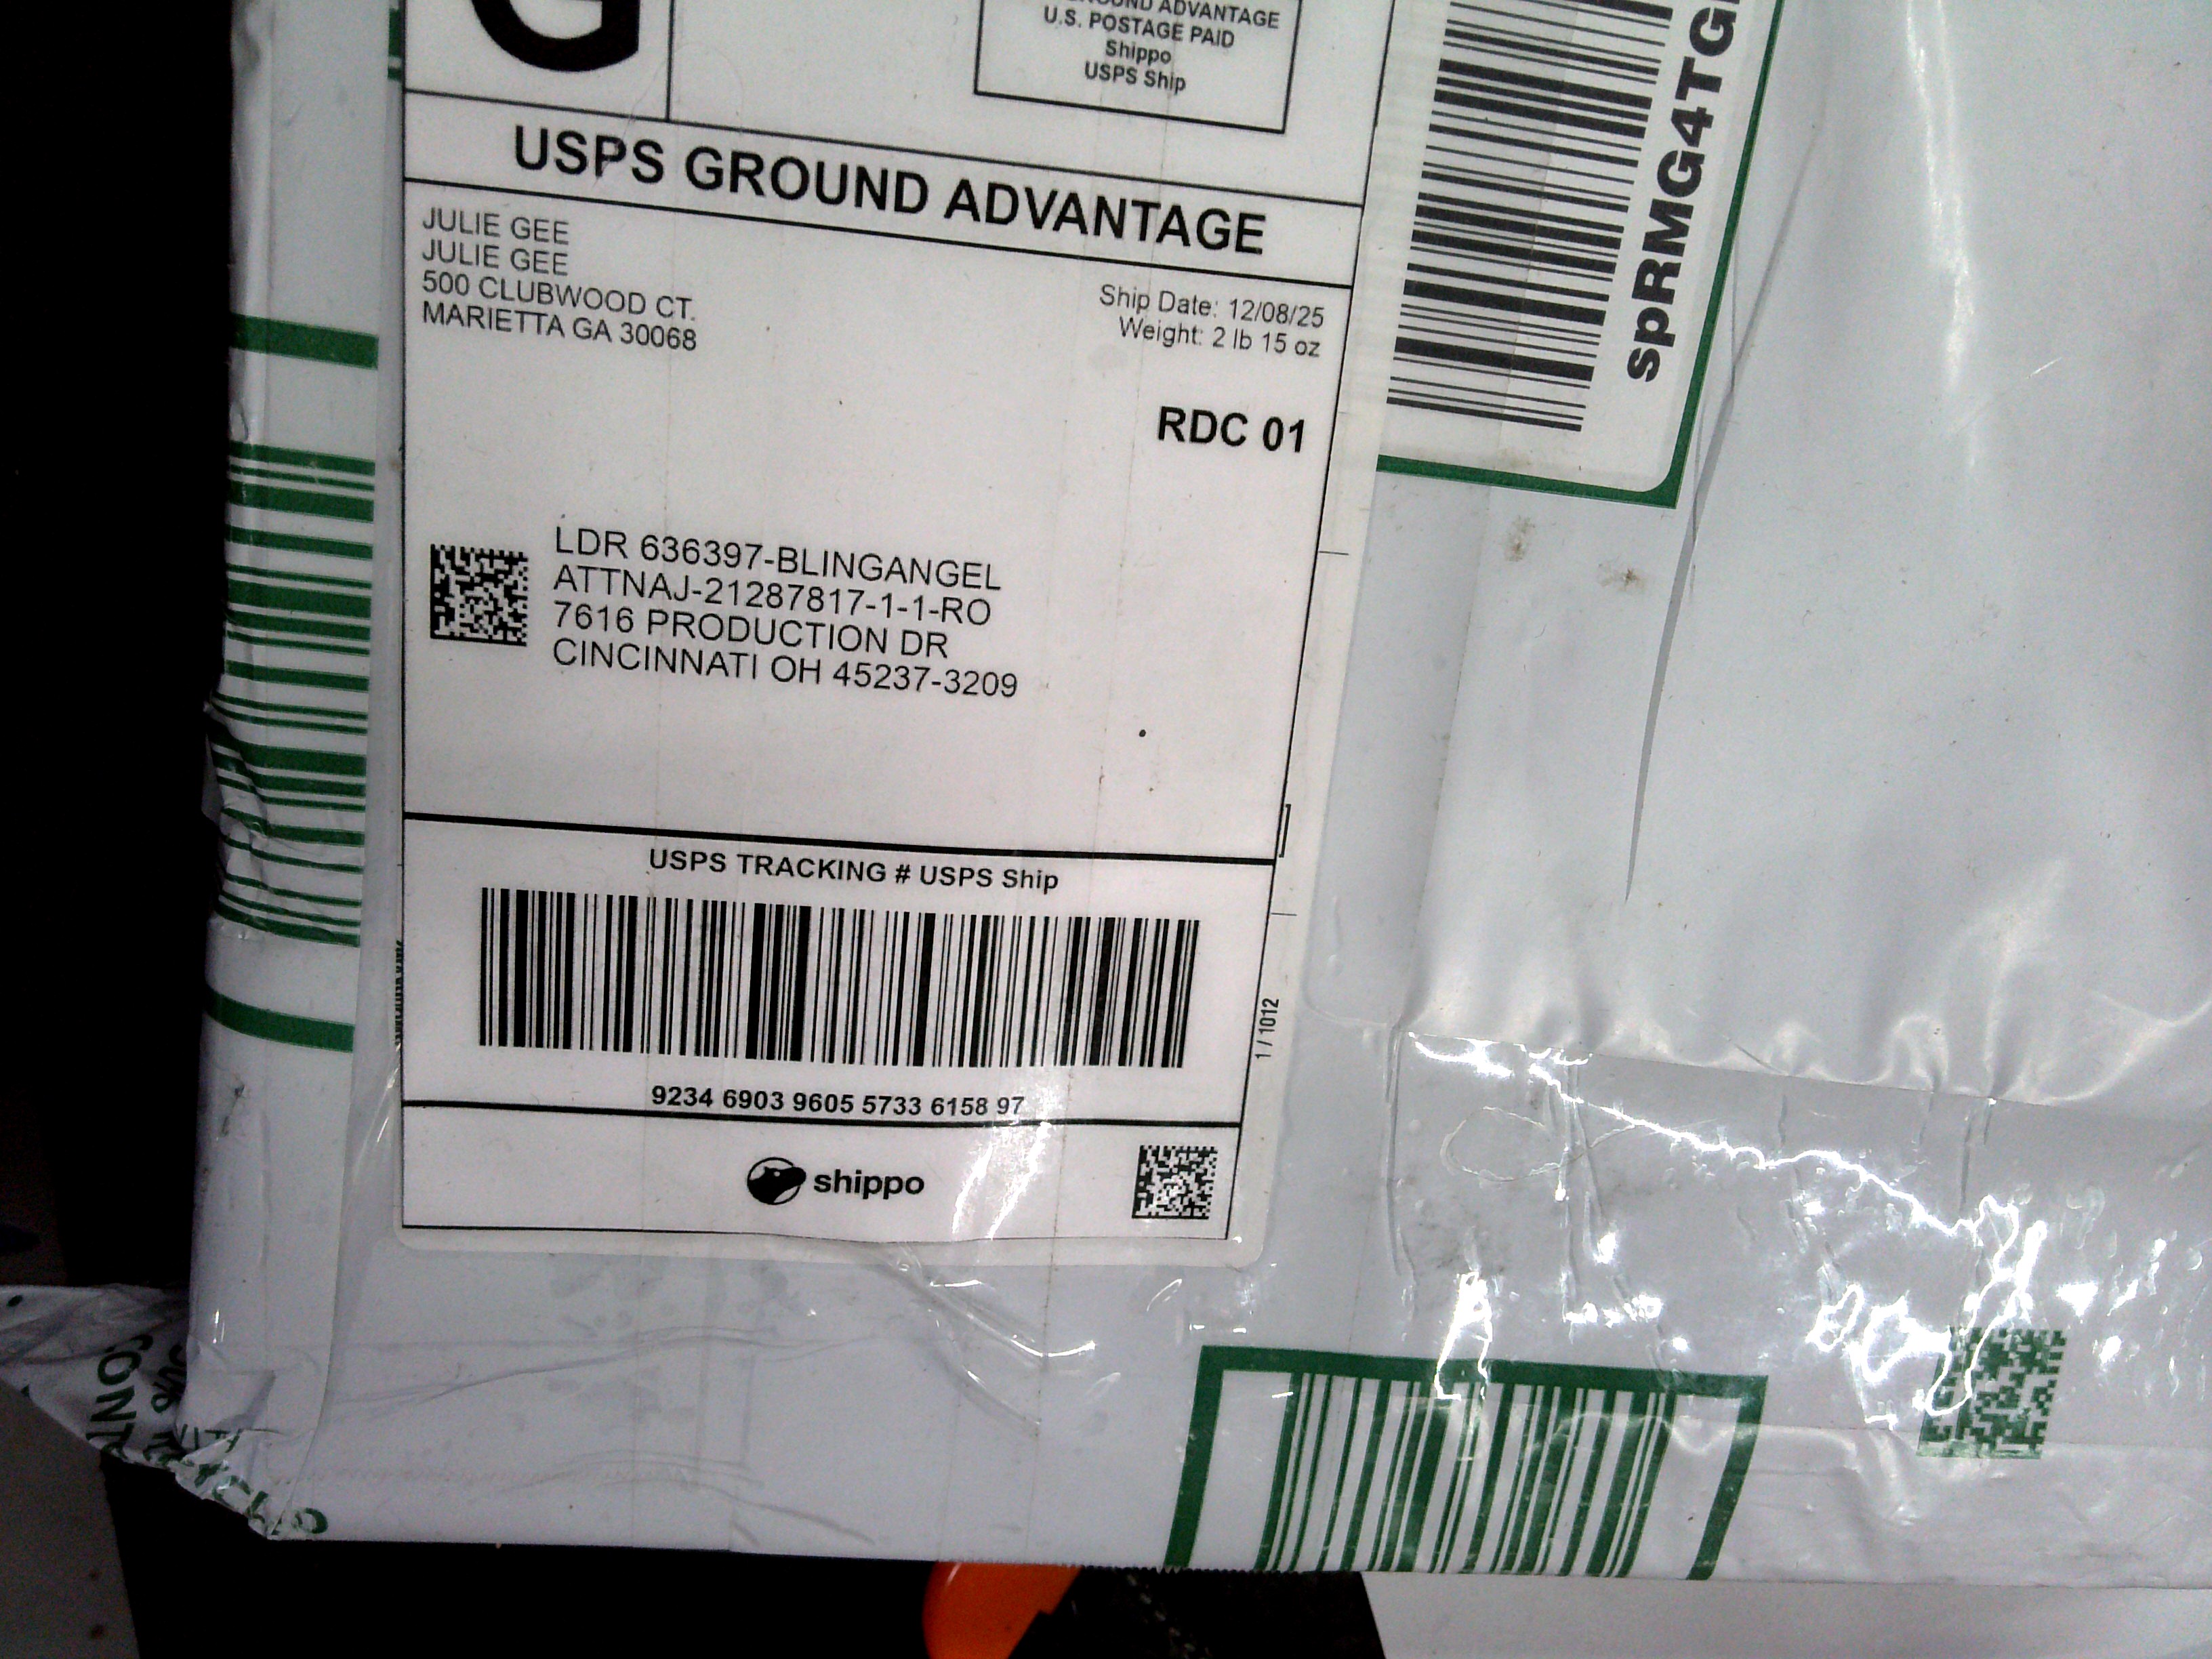 G
GROUND ADVANTAGE
U.S. POSTAGE PAID
Shippo
USPS Ship
USPS GROUND ADVANTAGE
JULIE GEE
JULIE GEE
500 CLUBWOOD CT.
MARIETTA GA 30068
Ship Date: 12/08/25
Weight: 2 lb 15 oz
RDC 01
LDR 636397-BLINGANGEL
ATTNAJ-21287817-1-1-RO
7616 PRODUCTION DR
CINCINNATI OH 45237-3209
USPS TRACKING # USPS Ship
9234 6903 9605 5733 6158 97
shippo
1 / 1012
spRMG4TG